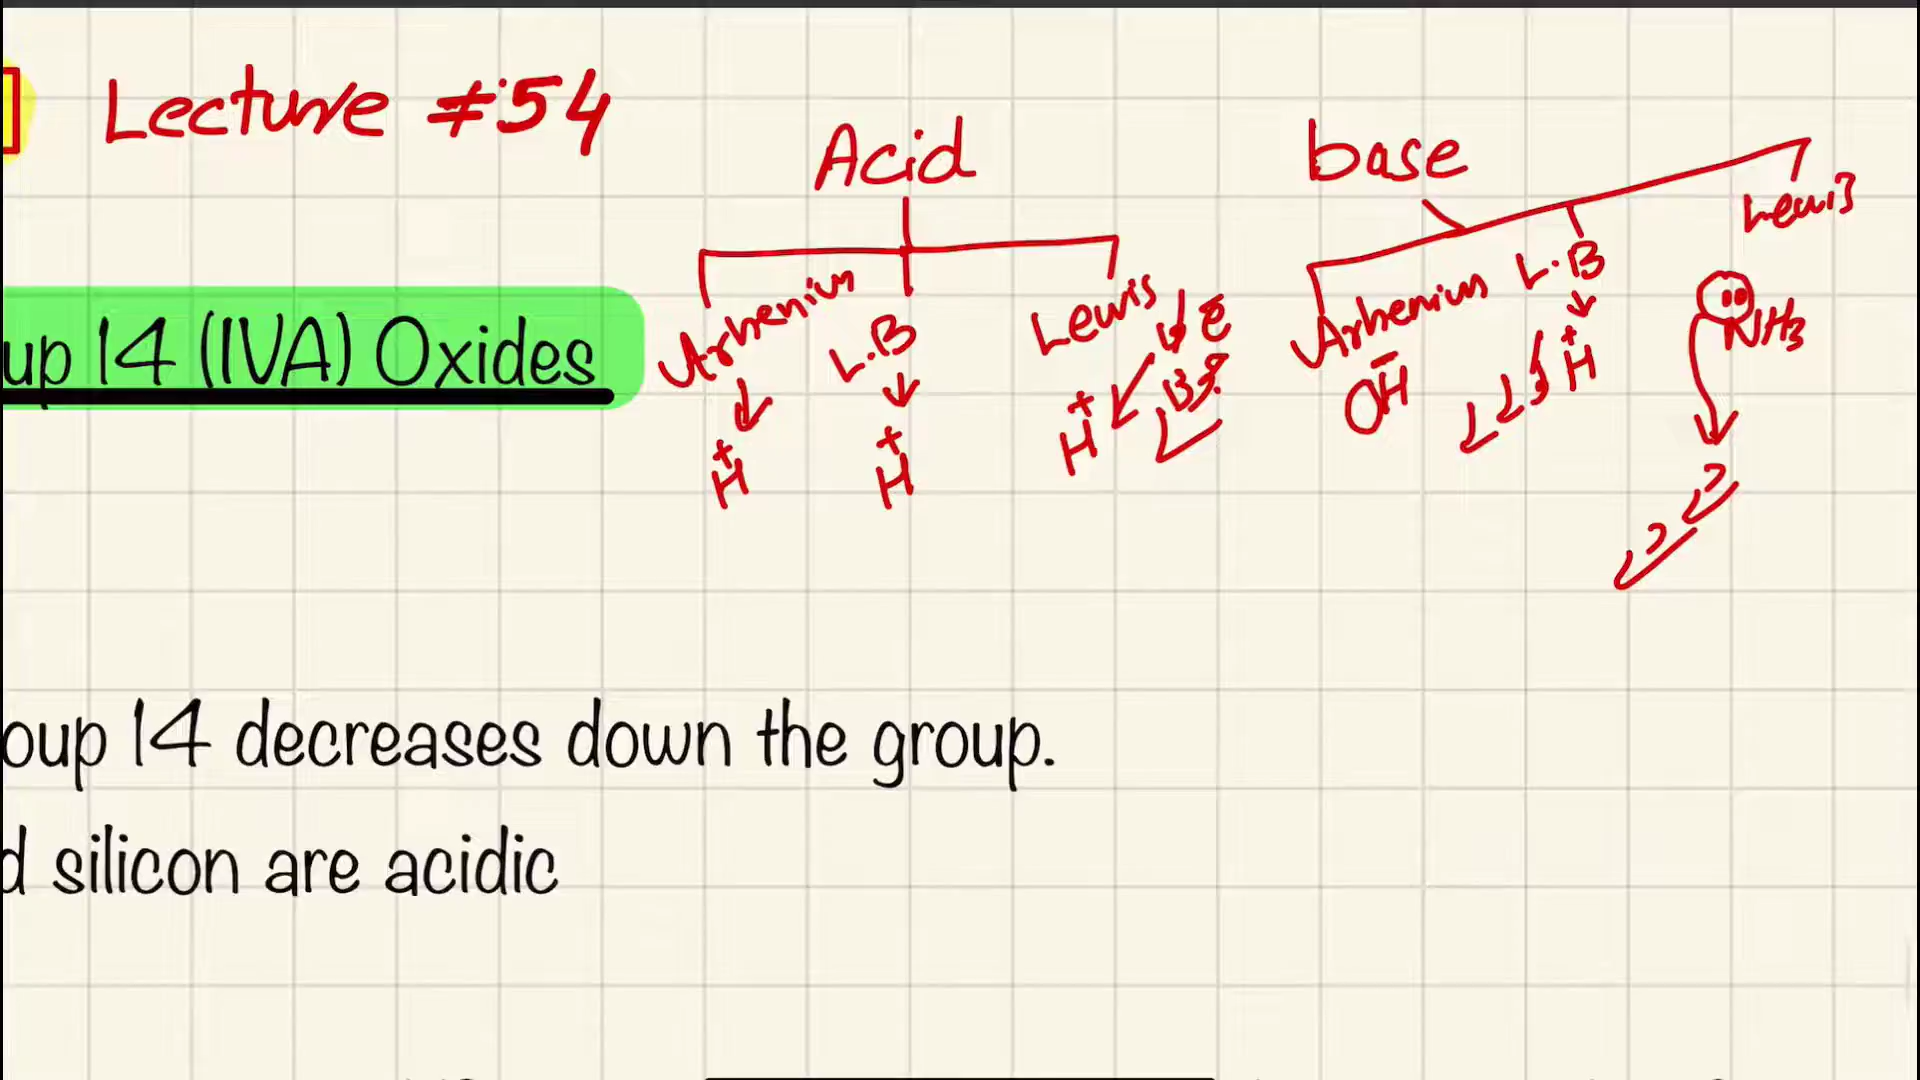 Lecture #54
Acid
base
Arhenius
L.B
Lewis
Arhenius
L.B
Lewis
H+
H+
H+
OH-
H+
NH3
up 14 (IVA) Oxides
oup 14 decreases down the group.
d silicon are acidic